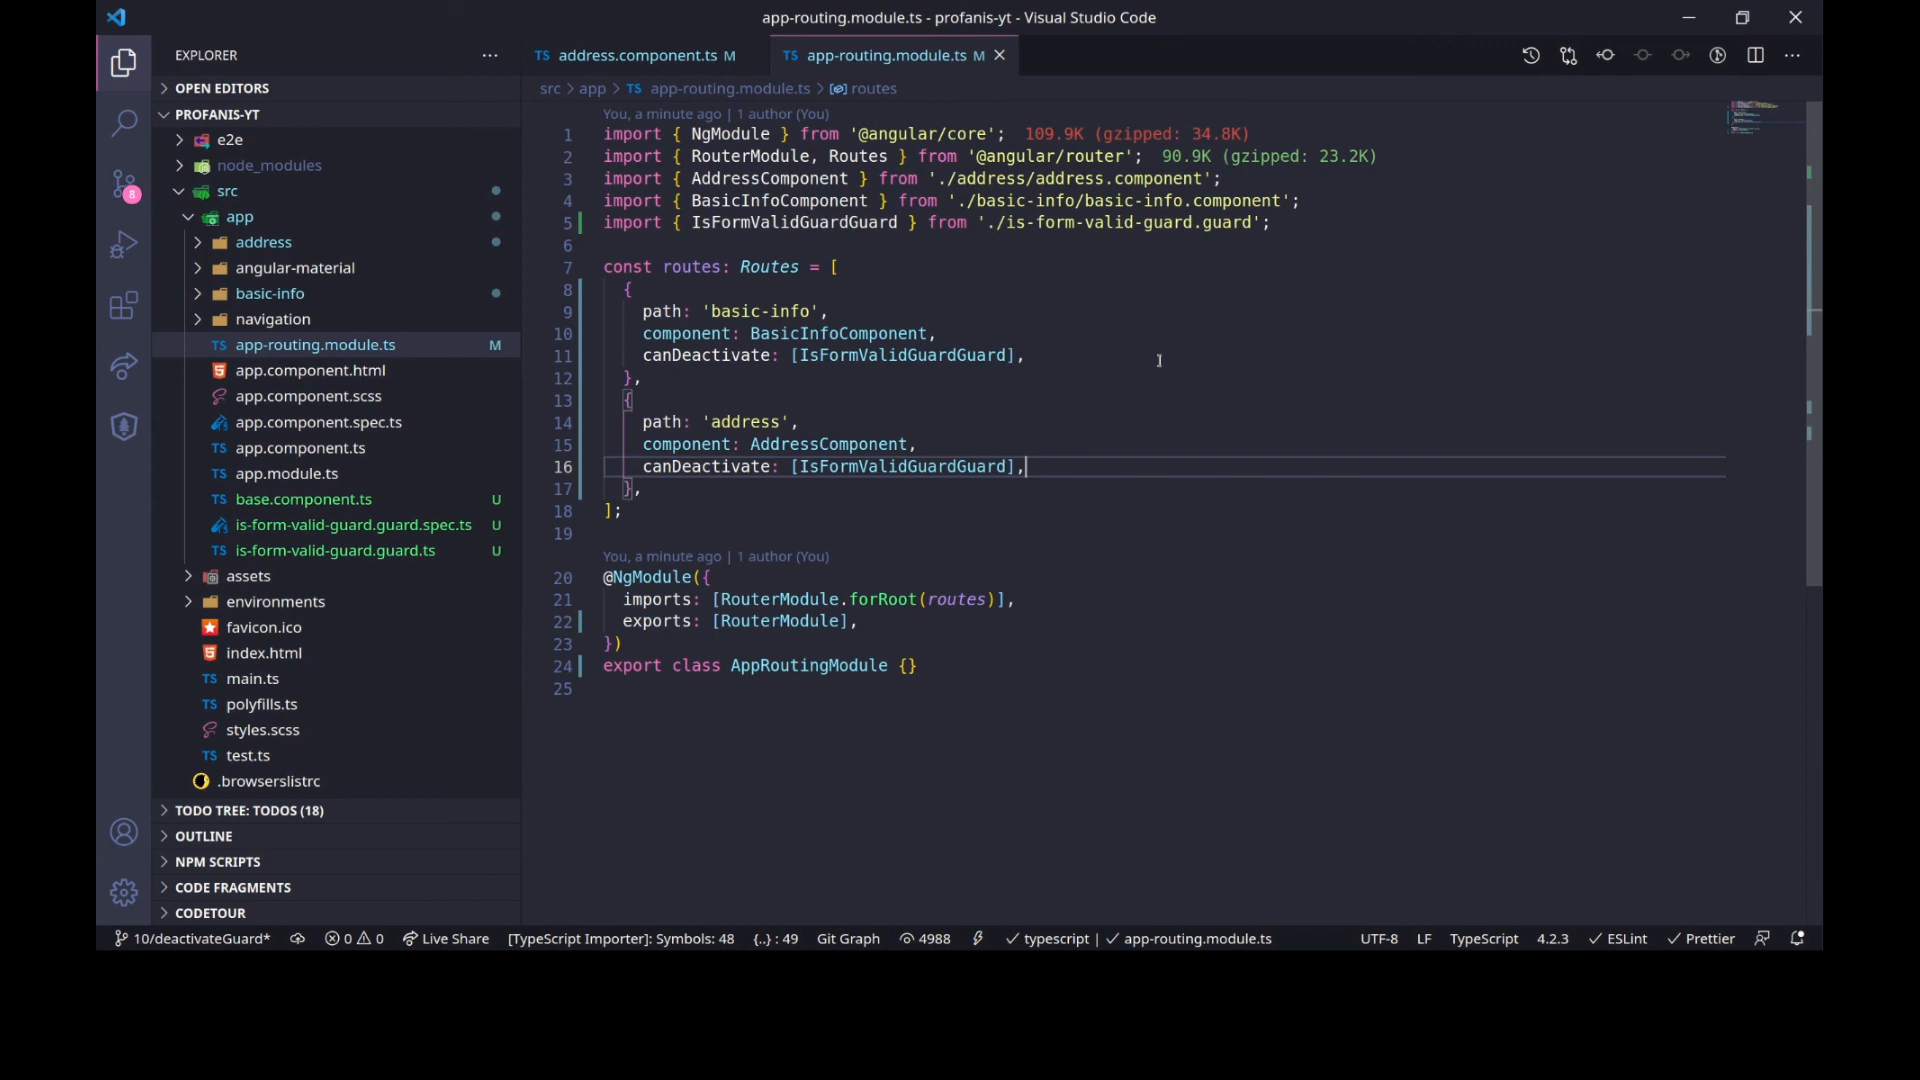 app-routing.module.ts - profanis-yt - Visual Studio Code
EXPLORER
OPEN EDITORS
PROFANIS-YT
e2e
node_modules
src
app
address
angular-material
basic-info
navigation
TS app-routing.module.ts M
app.component.html
app.component.scss
app.component.spec.ts
TS app.component.ts
TS app.module.ts
TS base.component.ts U
is-form-valid-guard.guard.spec.ts U
TS is-form-valid-guard.guard.ts U
assets
environments
favicon.ico
index.html
TS main.ts
TS polyfills.ts
styles.scss
TS test.ts
.browserslistrc
TODO TREE: TODOS (18)
OUTLINE
NPM SCRIPTS
CODE FRAGMENTS
CODETOUR
8
TS address.component.ts M
TS app-routing.module.ts M
src > app > TS app-routing.module.ts > routes
You, a minute ago | 1 author (You)
1 import { NgModule } from '@angular/core'; 109.9K (gzipped: 34.8K)
2 import { RouterModule, Routes } from '@angular/router'; 90.9K (gzipped: 23.2K)
3 import { AddressComponent } from './address/address.component';
4 import { BasicInfoComponent } from './basic-info/basic-info.component';
5 import { IsFormValidGuardGuard } from './is-form-valid-guard.guard';
6
7 const routes: Routes = [
8 {
9 path: 'basic-info',
10 component: BasicInfoComponent,
11 canDeactivate: [IsFormValidGuardGuard],
12 },
13 {
14 path: 'address',
15 component: AddressComponent,
16 canDeactivate: [IsFormValidGuardGuard],
17 },
18 ];
19
You, a minute ago | 1 author (You)
20 @NgModule({
21 imports: [RouterModule.forRoot(routes)],
22 exports: [RouterModule],
23 })
24 export class AppRoutingModule {}
25
10/deactivateGuard* 0 0 Live Share [TypeScript Importer]: Symbols: 48 {..} : 49 Git Graph 4988 typescript | app-routing.module.ts UTF-8 LF TypeScript 4.2.3 ESLint Prettier